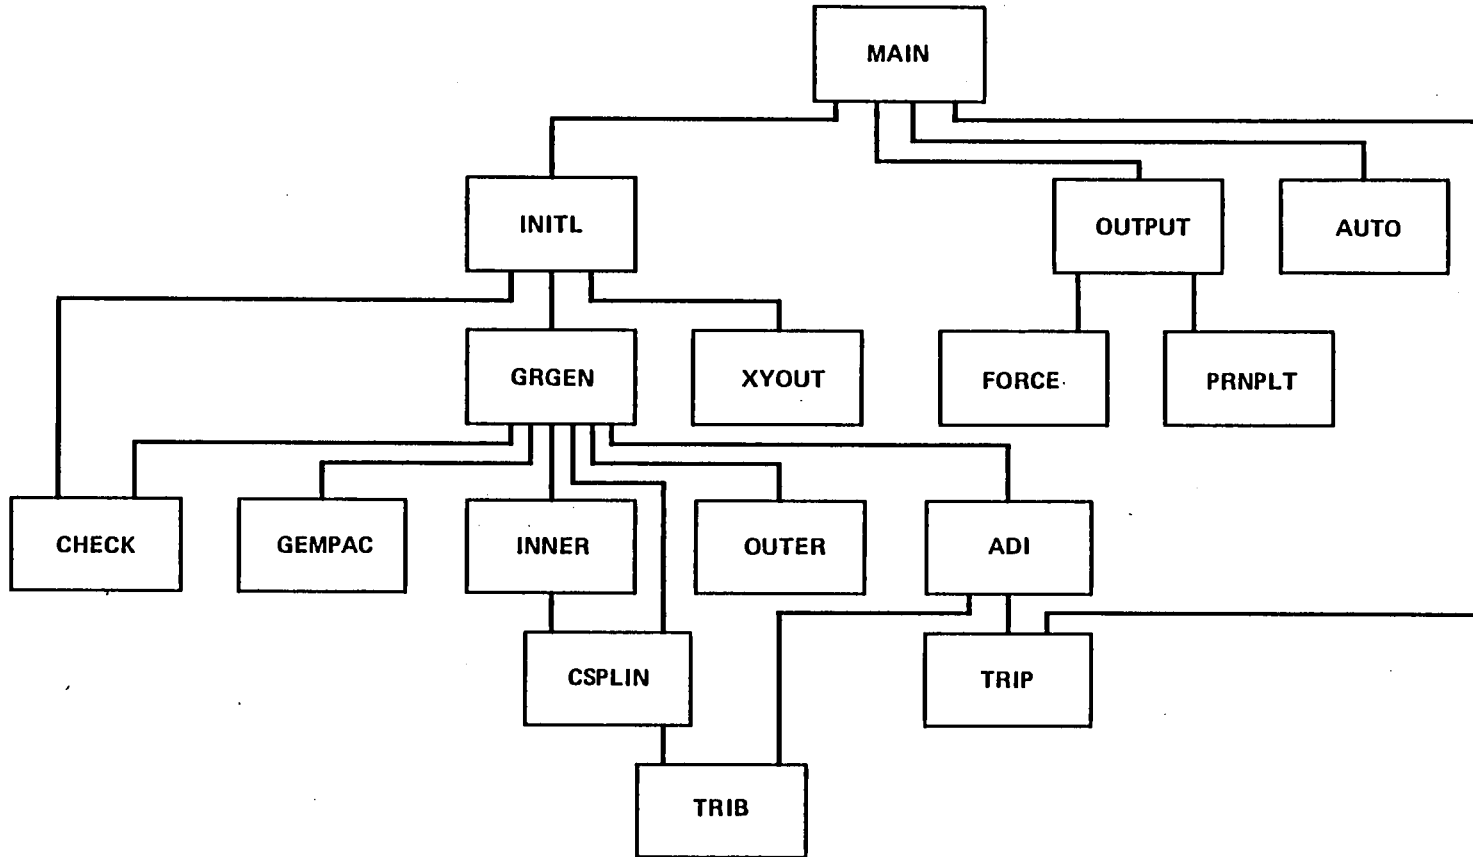 MAIN
INITL
OUTPUT
AUTO
GRGEN
XYOUT
FORCE
PRNPLT
CHECK
GEMPAC
INNER
OUTER
ADI
CSPLIN
TRIP
TRIB